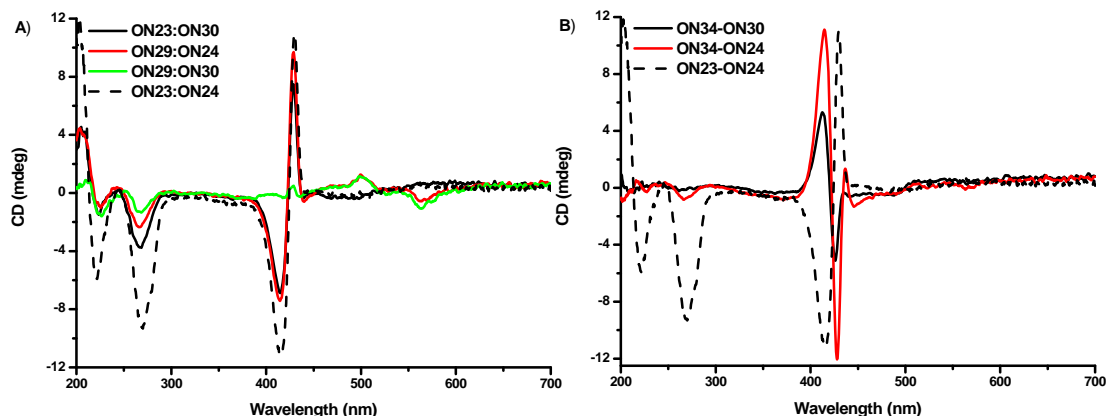 A)
ON23:ON30
ON29:ON24
ON29:ON30
ON23:ON24
12
8
4
0
-4
-8
-12
CD (mdeg)
200 300 400 500 600 700
Wavelength (nm)
B)
ON34-ON30
ON34-ON24
ON23-ON24
12
8
4
0
-4
-8
-12
CD (mdeg)
200 300 400 500 600 700
Wavelength (nm)